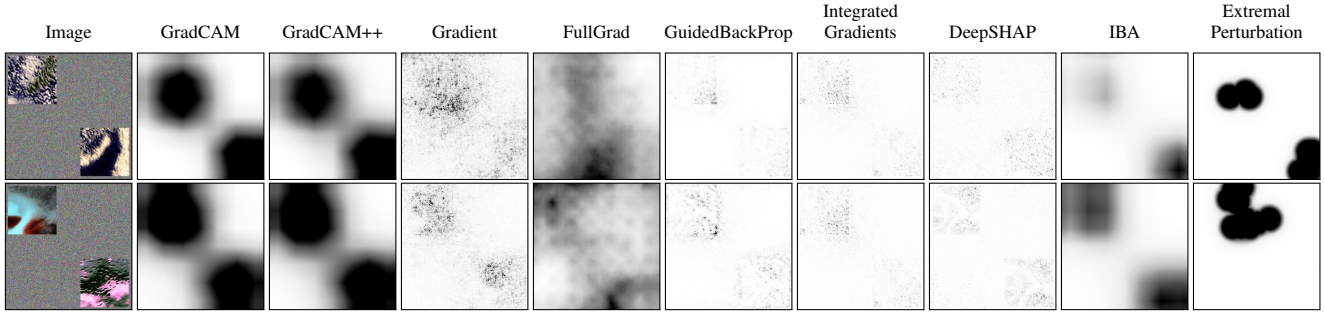 Image
GradCAM
GradCAM++
Gradient
FullGrad
GuidedBackProp
Integrated
Gradients
DeepSHAP
IBA
Extremal
Perturbation